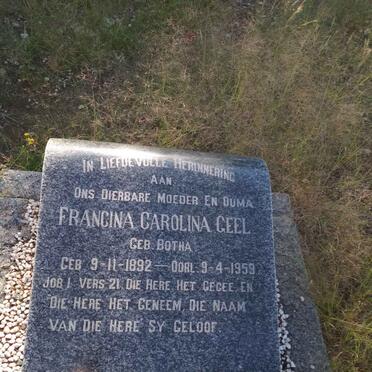 IN LIEFDEVOLLE HERINNERING
AAN
ONS DIERBARE MOEDER EN OUMA
FRANCINA CAROLINA GEEL
GEB. BOTHA
GEB 9-11-1892 — OORL 9-4-1959
JOB 1 VERS 21. DIE HERE HET GEGEE EN
DIE HERE HET GENEEM, DIE NAAM
VAN DIE HERE SY GELOOF.